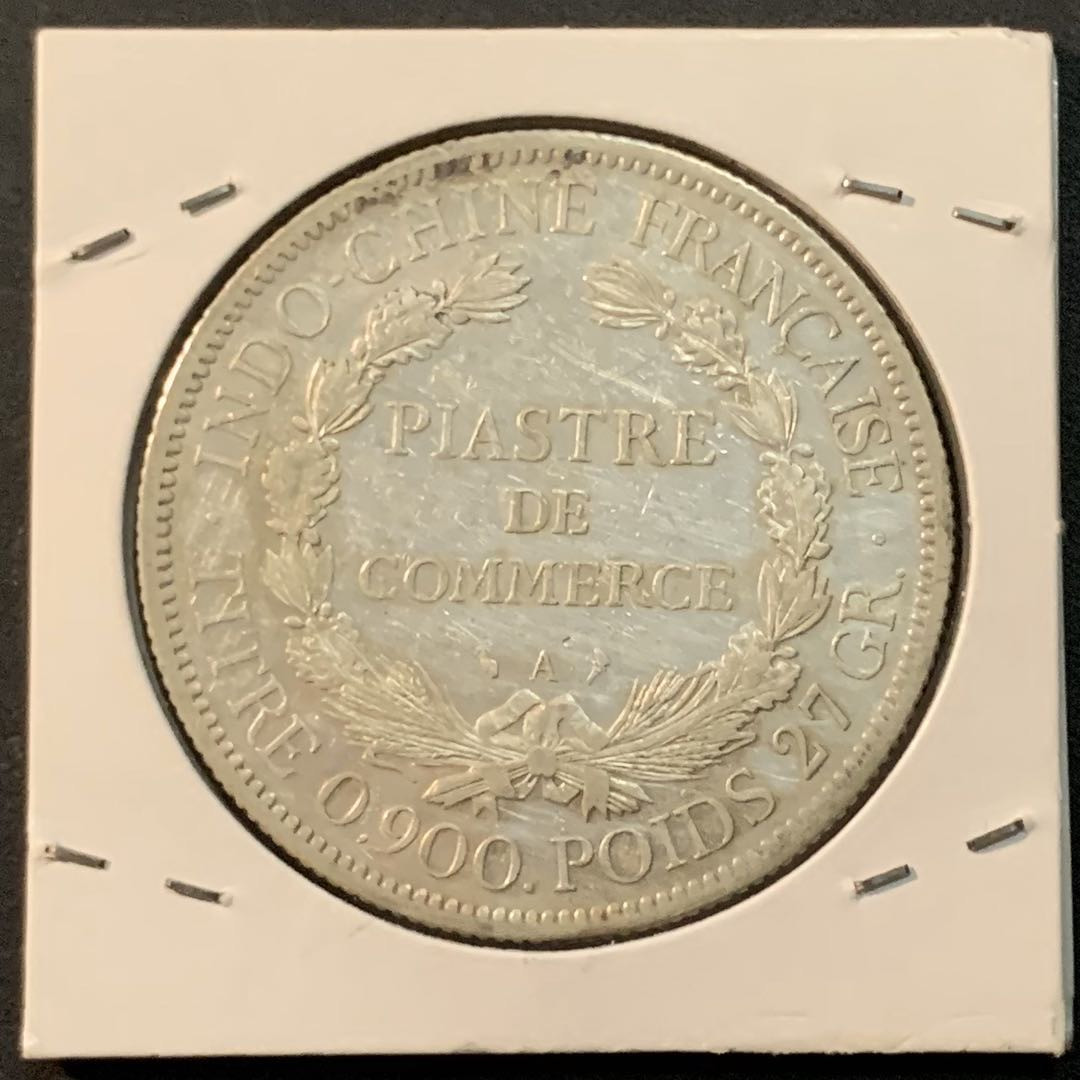 INDO-CHINE FRANÇAISE
PIASTRE
DE
COMMERCE
A
TITRE 0,900. POIDS 27 GR.